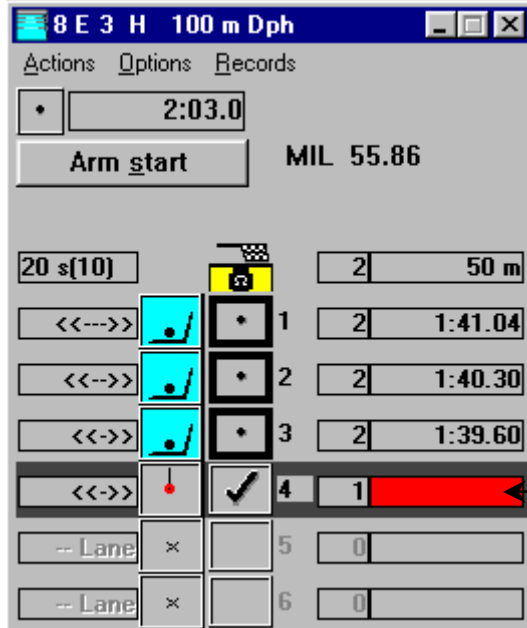 8 E 3 H 100 m Dph
Actions Options Records
2:03.0
Arm start MIL 55.86
20 s(10) 2 50 m
<<--->> 1 2 1:41.04
<<-->> 2 2 1:40.30
<<->> 3 2 1:39.60
<<->> 4 1
-- Lane 5 0
-- Lane 6 0